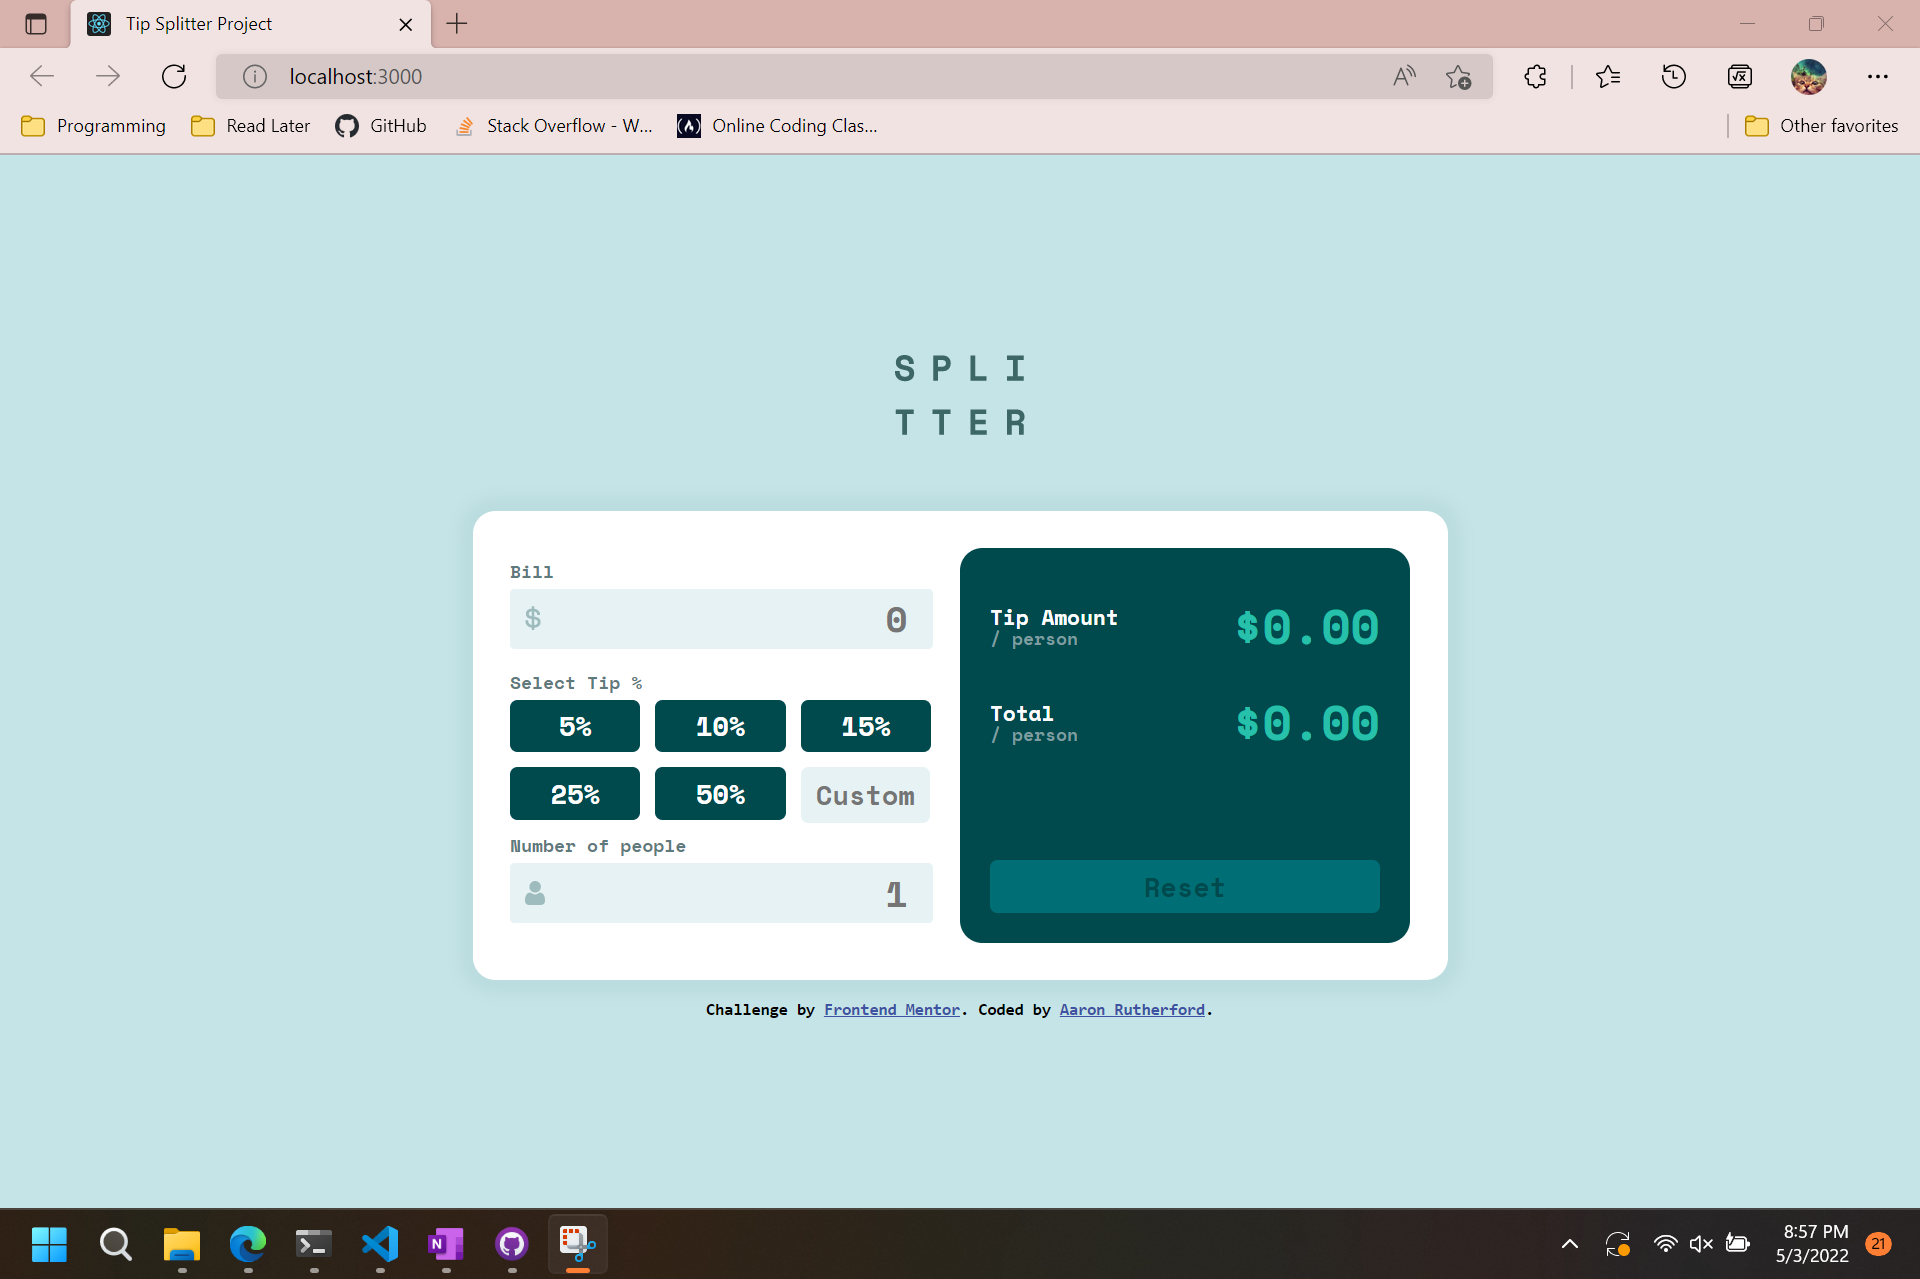 Tip Splitter Project
localhost:3000
Programming
Read Later
GitHub
Stack Overflow - W...
Online Coding Clas...
Other favorites
SPLI
TTER
Bill
$ 0
Select Tip %
5% 10% 15%
25% 50% Custom
Number of people
1
Tip Amount
/ person
$0.00
Total
/ person
$0.00
Reset
Challenge by Frontend Mentor. Coded by Aaron Rutherford.
8:57 PM
5/3/2022
21